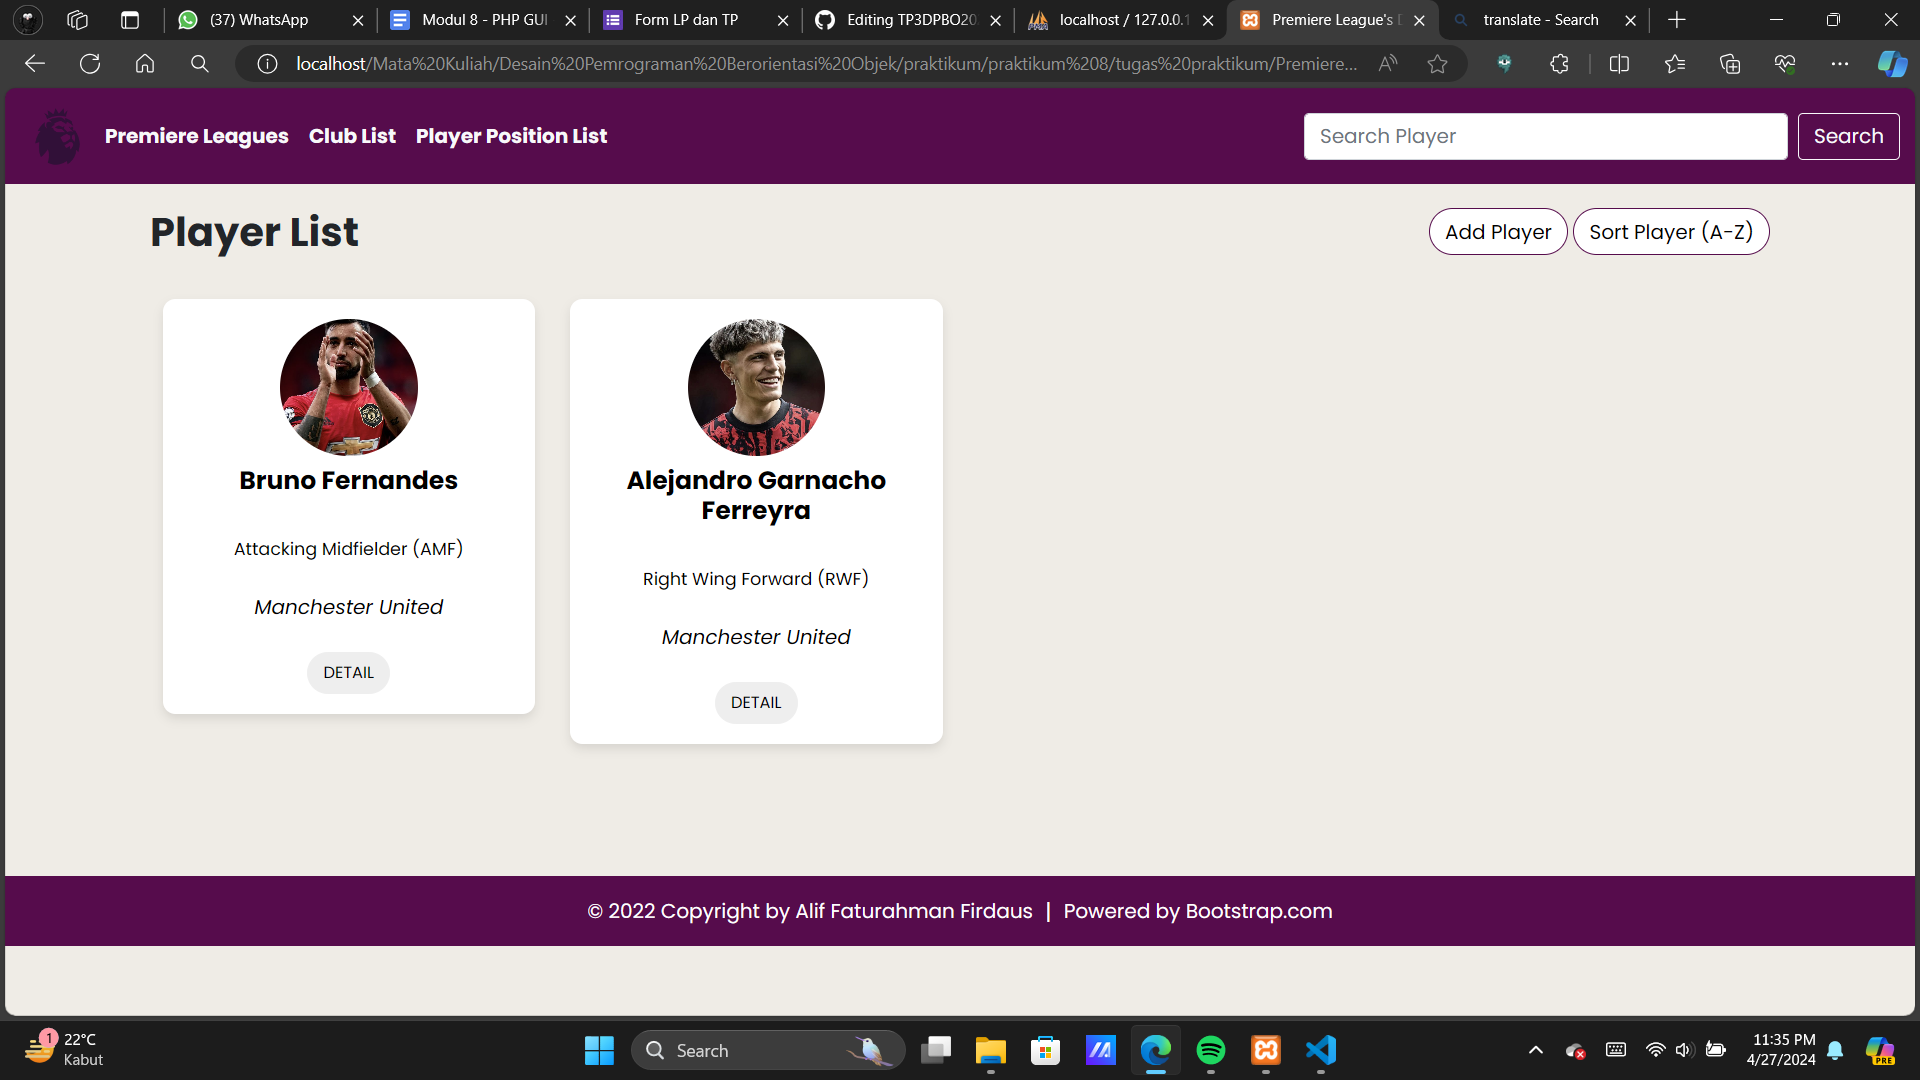 (37) WhatsApp
Modul 8 - PHP GUI
Form LP dan TP
Editing TP3DPBO20
localhost / 127.0.0.1
Premiere League's D
translate - Search
localhost/Mata%20Kuliah/Desain%20Pemrograman%20Berorientasi%20Objek/praktikum/praktikum%208/tugas%20praktikum/Premiere...
Premiere Leagues
Club List
Player Position List
Search Player
Search
Player List
Add Player
Sort Player (A-Z)
Bruno Fernandes
Attacking Midfielder (AMF)
Manchester United
DETAIL
Alejandro Garnacho
Ferreyra
Right Wing Forward (RWF)
Manchester United
DETAIL
© 2022 Copyright by Alif Faturahman Firdaus | Powered by Bootstrap.com
1
22°C
Kabut
Search
11:35 PM
4/27/2024
PRE